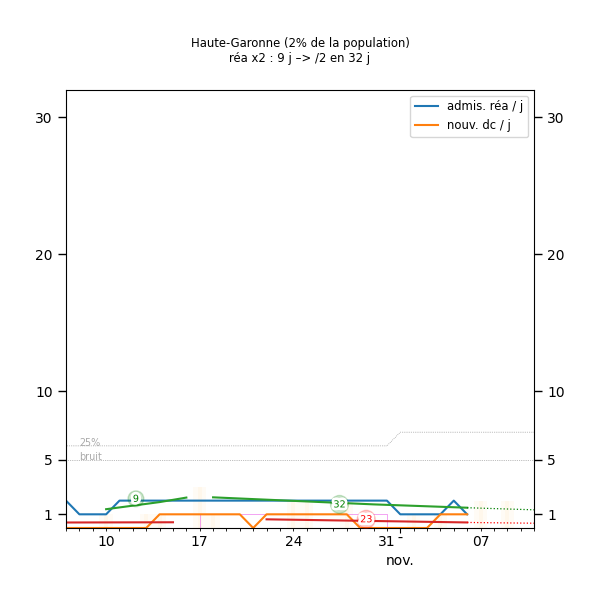 Haute-Garonne (2% de la population)
réa x2 : 9 j –> /2 en 32 j
admis. réa / j
nouv. dc / j
30 30
20 20
10 10
25%
bruit
5 5
9
32
23
1 1
10 17 24 31 - 07
nov.